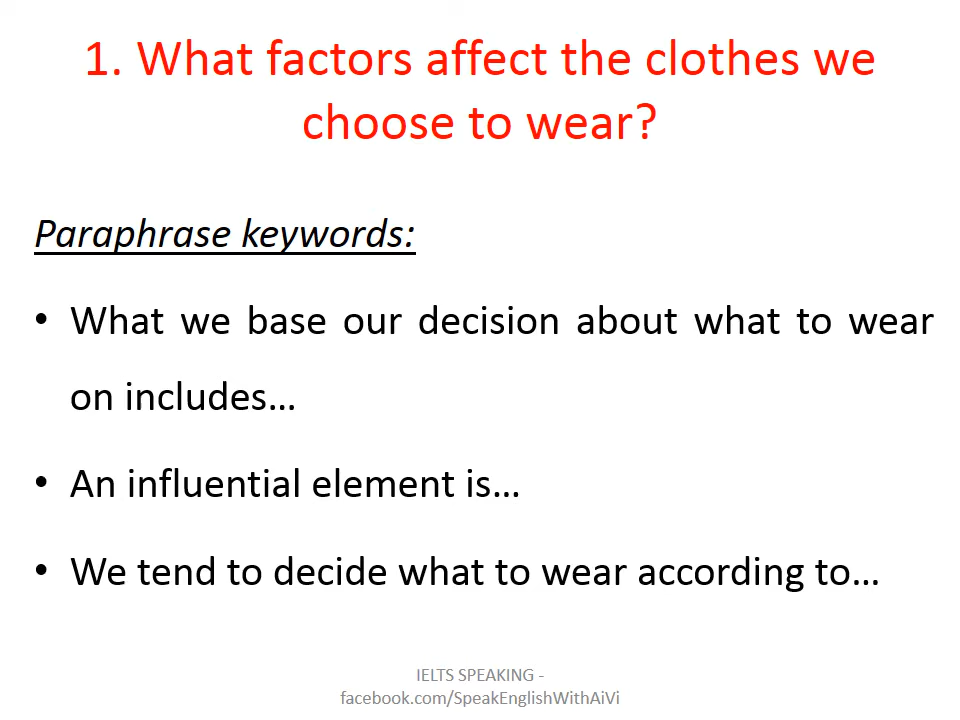 1. What factors affect the clothes we
choose to wear?
Paraphrase keywords:
• What we base our decision about what to wear
on includes…
• An influential element is…
• We tend to decide what to wear according to…
IELTS SPEAKING -
facebook.com/SpeakEnglishWithAiVi